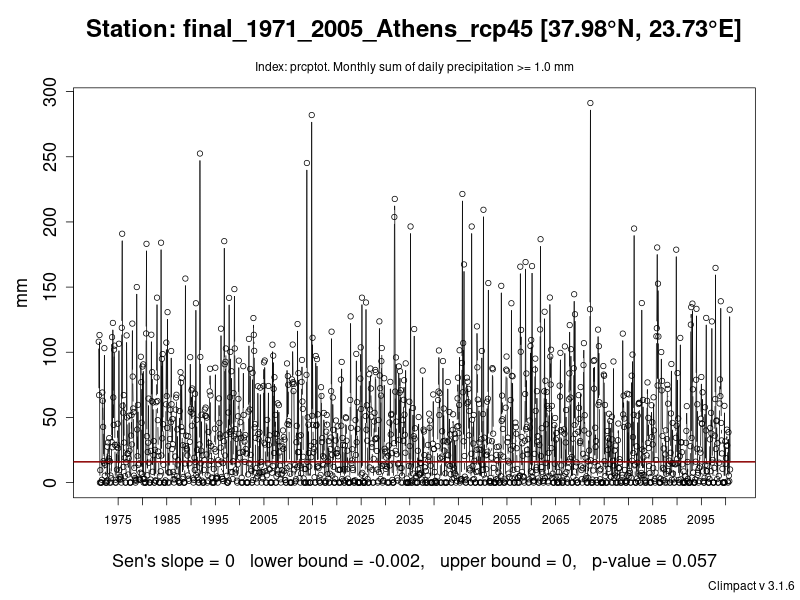 Station: final_1971_2005_Athens_rcp45 [37.98°N, 23.73°E]
Index: prcptot. Monthly sum of daily precipitation >= 1.0 mm
300
250
200
150
100
50
0
mm
1975 1985 1995 2005 2015 2025 2035 2045 2055 2065 2075 2085 2095
Sen's slope = 0 lower bound = -0.002, upper bound = 0, p-value = 0.057
Climpact v 3.1.6